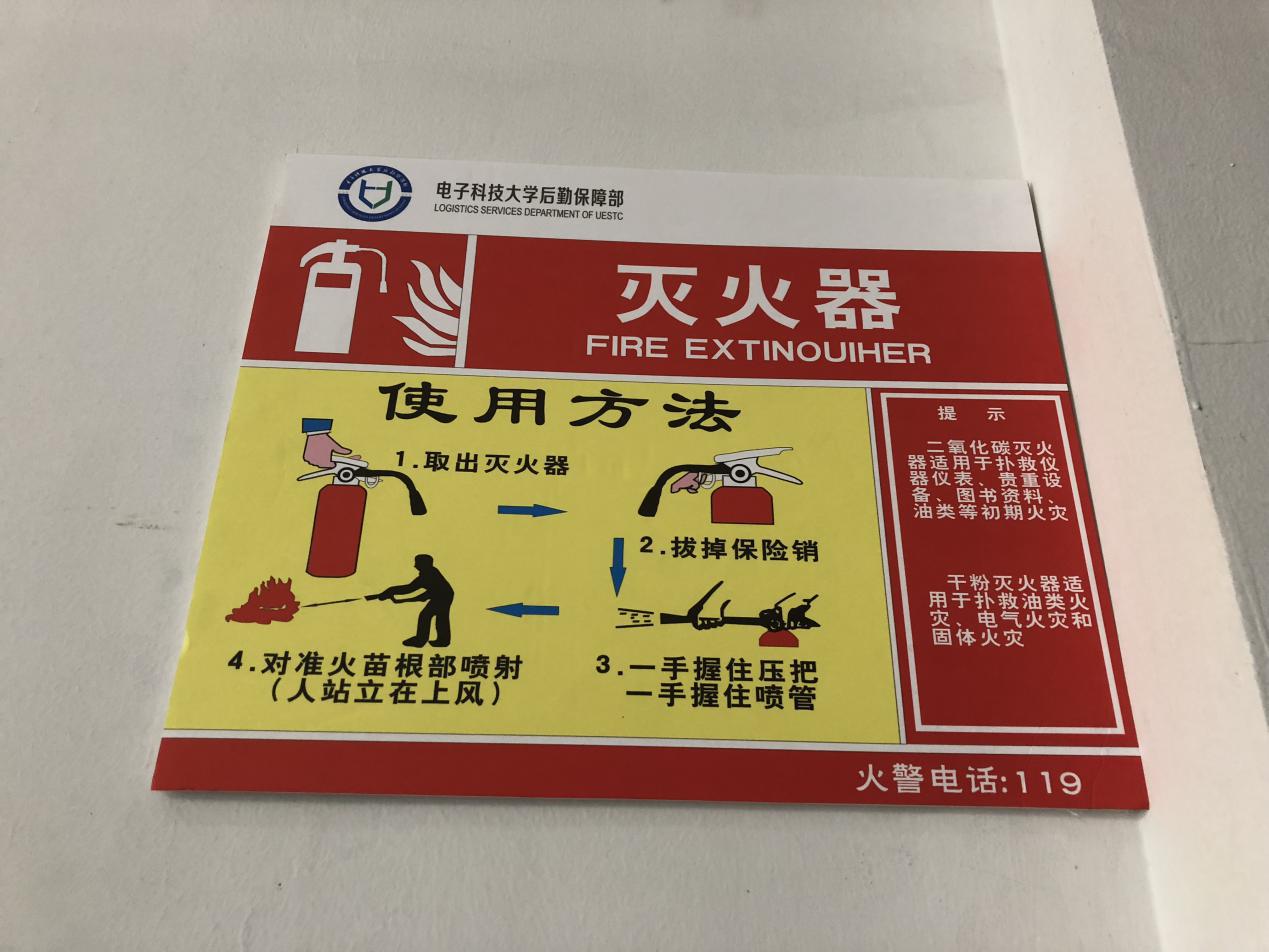 电子科技大学后勤保障部
LOGISTICS SERVICES DEPARTMENT OF UESTC
灭火器
FIRE EXTINOUIHER
使用方法
1.取出灭火器
2.拔掉保险销
3.一手握住压把
一手握住喷管
4.对准火苗根部喷射
(人站立在上风)
提 示
二氧化碳灭火
器适用于扑救仪
器仪表、贵重设
备、图书资料、
油类等初期火灾
干粉灭火器适
用于扑救油类火
灾、电气火灾和
固体火灾
火警电话:119